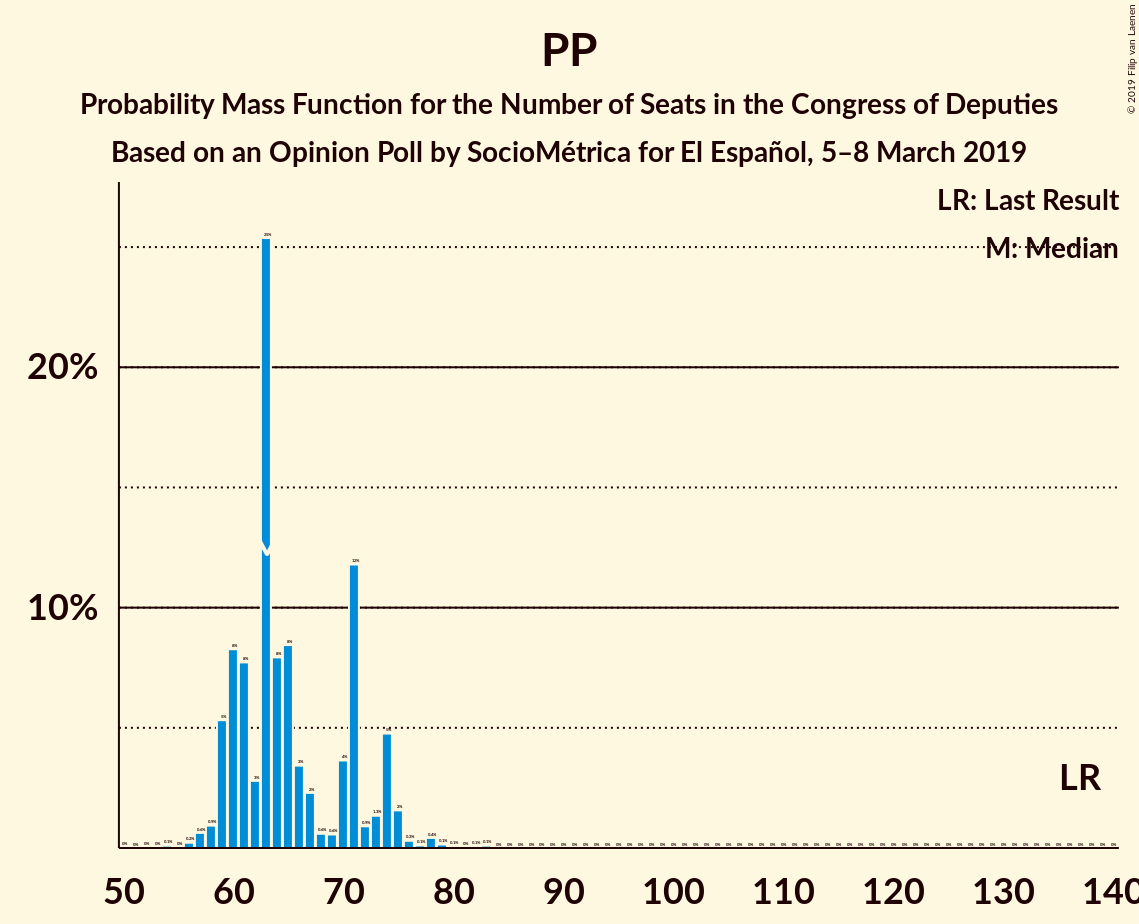 PP
Probability Mass Function for the Number of Seats in the Congress of Deputies
Based on an Opinion Poll by SocioMétrica for El Español, 5–8 March 2019
© 2019 Filip van Laenen
LR: Last Result
M: Median
20%
10%
M
LR
50 60 70 80 90 100 110 120 130 140